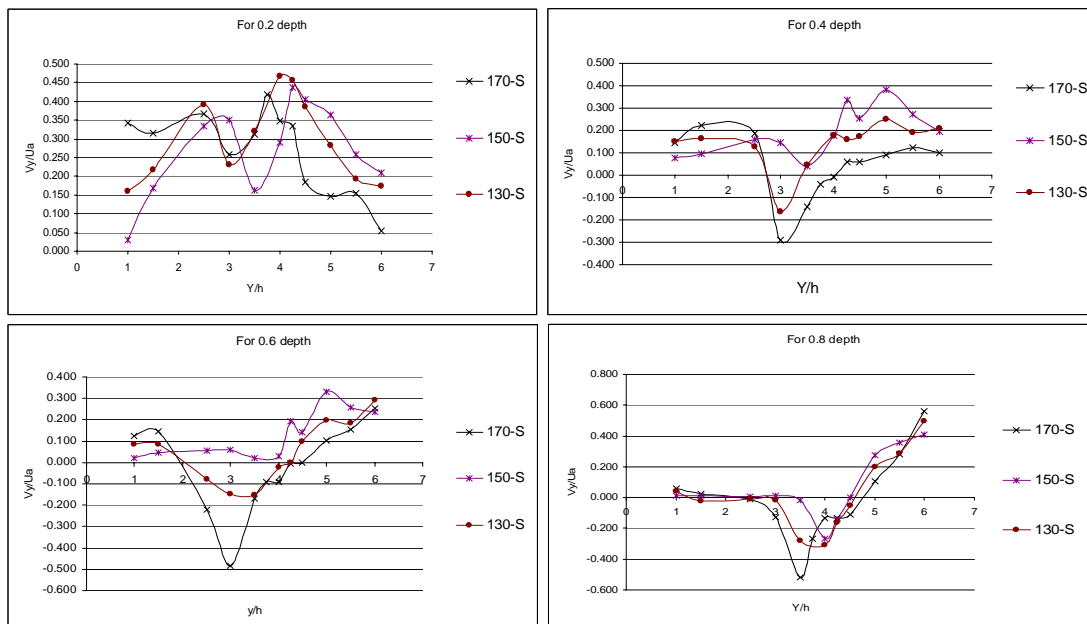 For 0.2 depth
0.500
0.450
0.400
0.350
0.300
0.250
0.200
0.150
0.100
0.050
0.000
Vy/Ua
0 1 2 3 4 5 6 7
Y/h
170-S
150-S
130-S
For 0.4 depth
0.500
0.400
0.300
0.200
0.100
0.000
-0.100
-0.200
-0.300
-0.400
Vy/Ua
0 1 2 3 4 5 6 7
Y/h
170-S
150-S
130-S
For 0.6 depth
0.400
0.300
0.200
0.100
0.000
-0.100
-0.200
-0.300
-0.400
-0.500
-0.600
Vy/Ua
0 1 2 3 4 5 6 7
y/h
170-S
150-S
130-S
For 0.8 depth
0.800
0.600
0.400
0.200
0.000
-0.200
-0.400
-0.600
Vy/Ua
0 1 2 3 4 5 6 7
Y/h
170-S
150-S
130-S